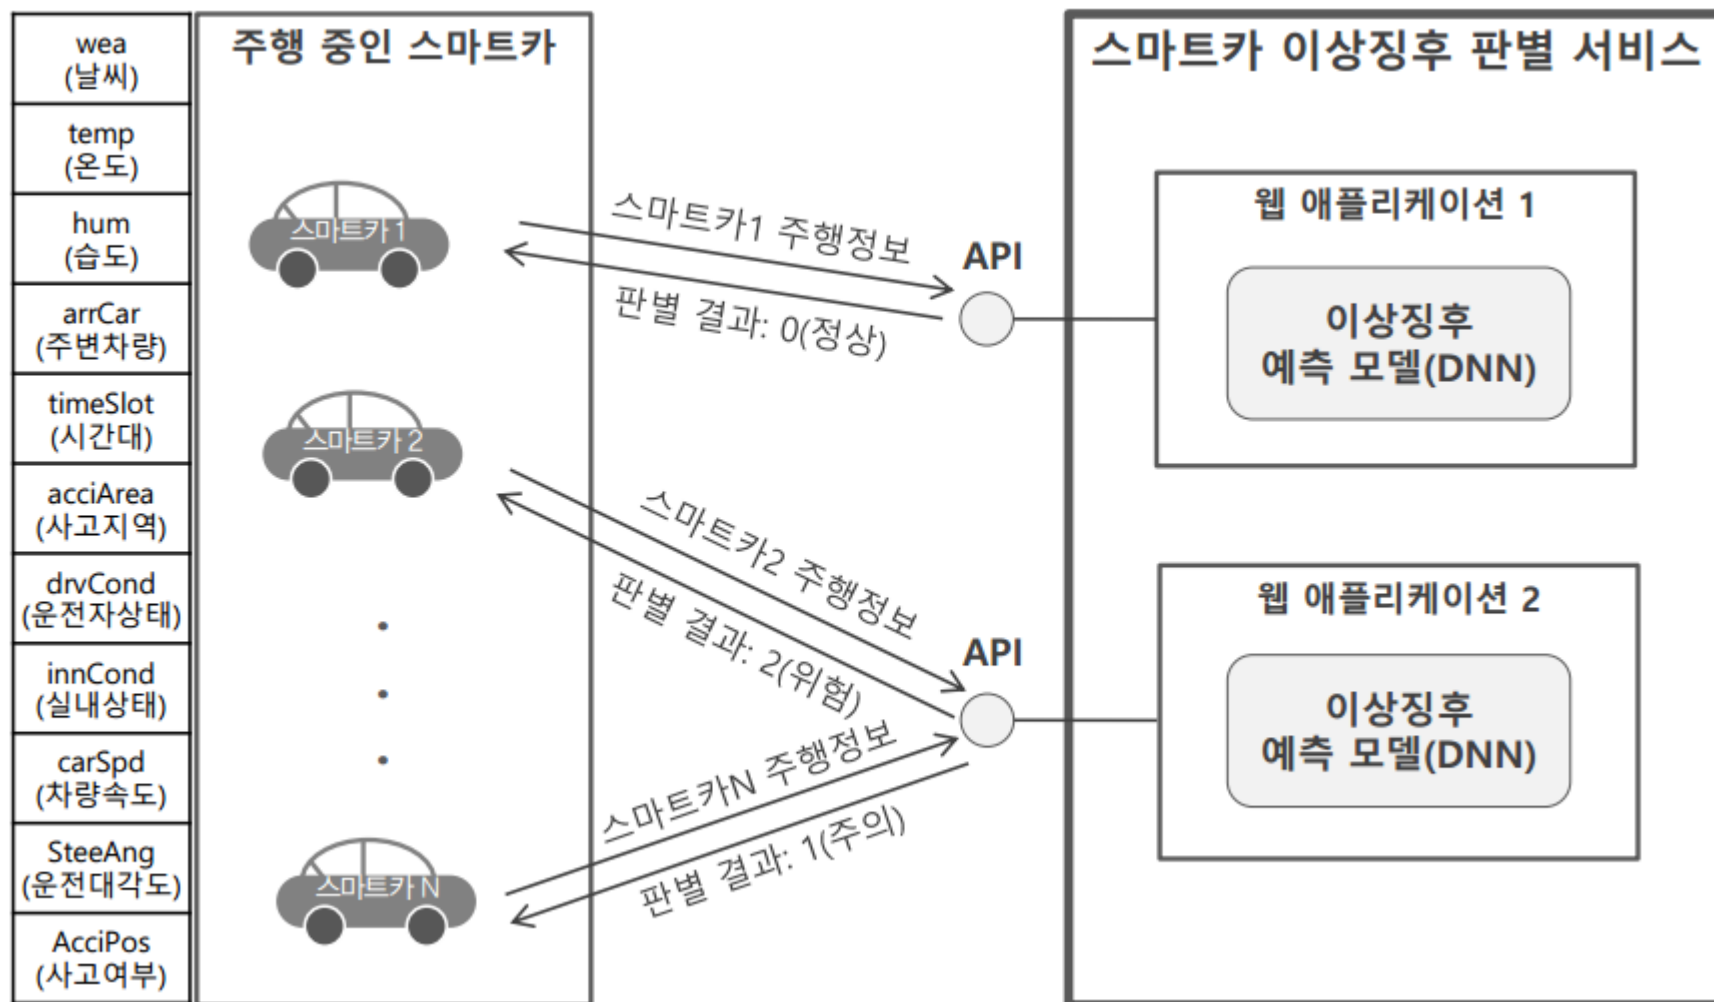 wea
(날씨)
temp
(온도)
hum
(습도)
arrCar
(주변차량)
timeSlot
(시간대)
acciArea
(사고지역)
drvCond
(운전자상태)
innCond
(실내상태)
carSpd
(차량속도)
SteeAng
(운전대각도)
AcciPos
(사고여부)
주행 중인 스마트카
스마트카 1
스마트카 2
스마트카 N
스마트카1 주행정보
판별 결과: 0(정상)
스마트카2 주행정보
판별 결과: 2(위험)
스마트카N 주행정보
판별 결과: 1(주의)
API
API
스마트카 이상징후 판별 서비스
웹 애플리케이션 1
이상징후
예측 모델(DNN)
웹 애플리케이션 2
이상징후
예측 모델(DNN)